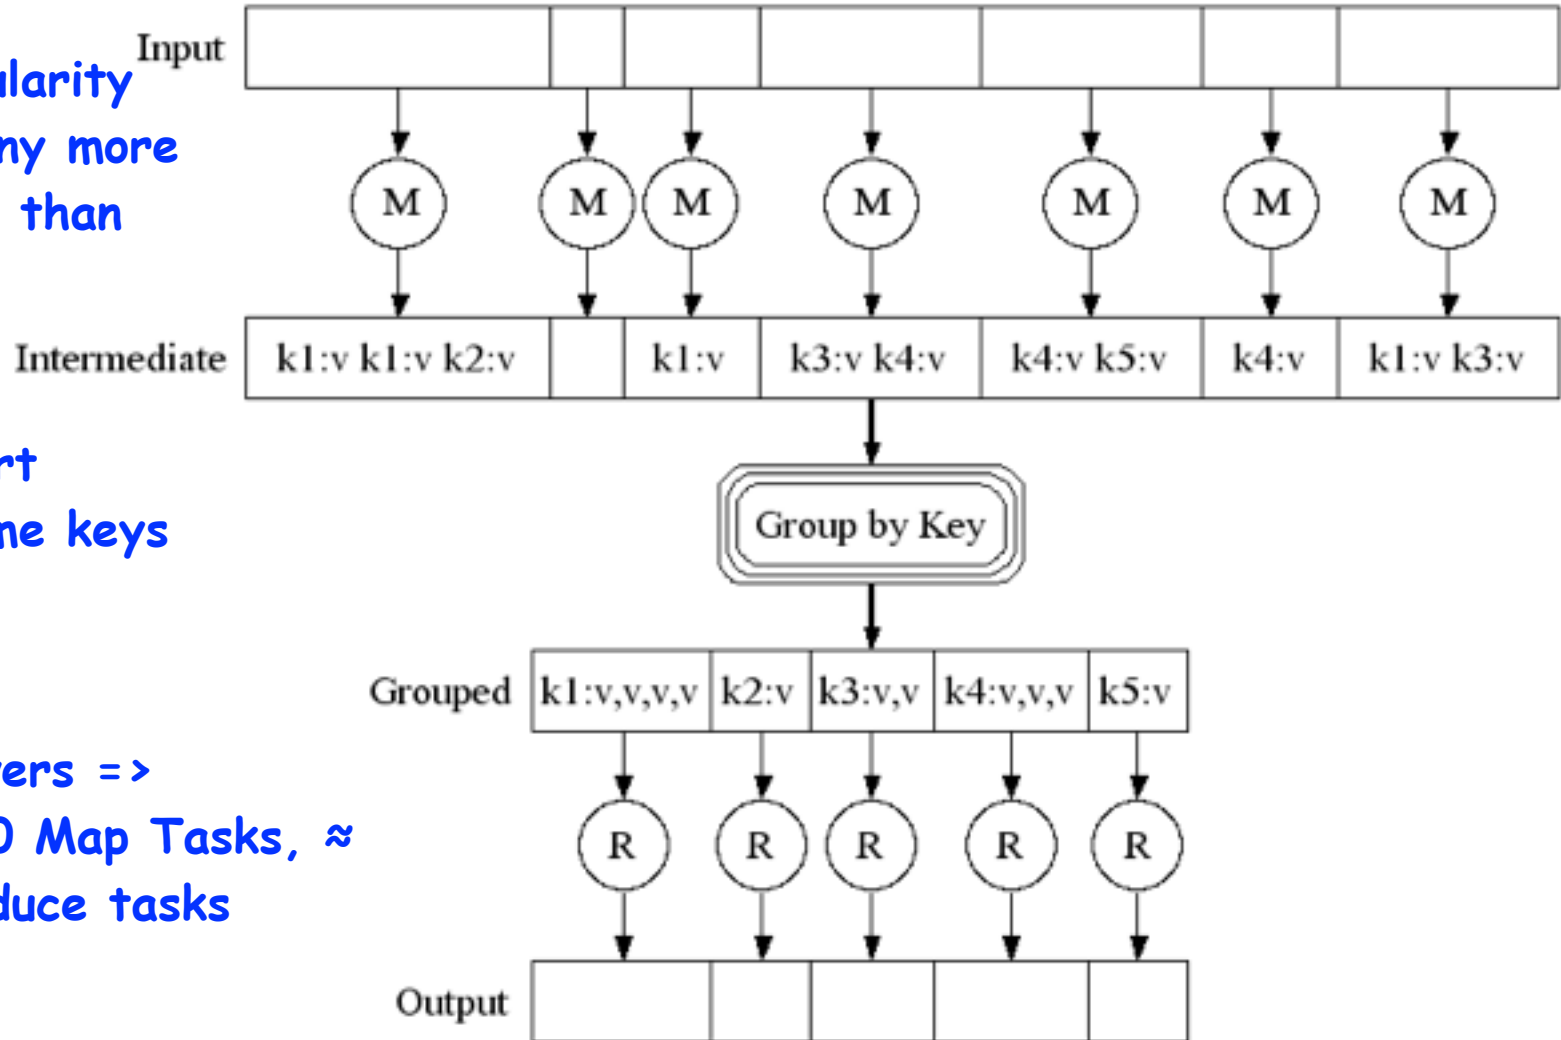 Input
ularity
ny more
than
M M M M M M M
Intermediate k1:v k1:v k2:v k1:v k3:v k4:v k4:v k5:v k4:v k1:v k3:v
rt
ne keys
Group by Key
Grouped k1:v,v,v,v k2:v k3:v,v k4:v,v,v k5:v
ers =>
0 Map Tasks, ≈
R R R R R
duce tasks
Output